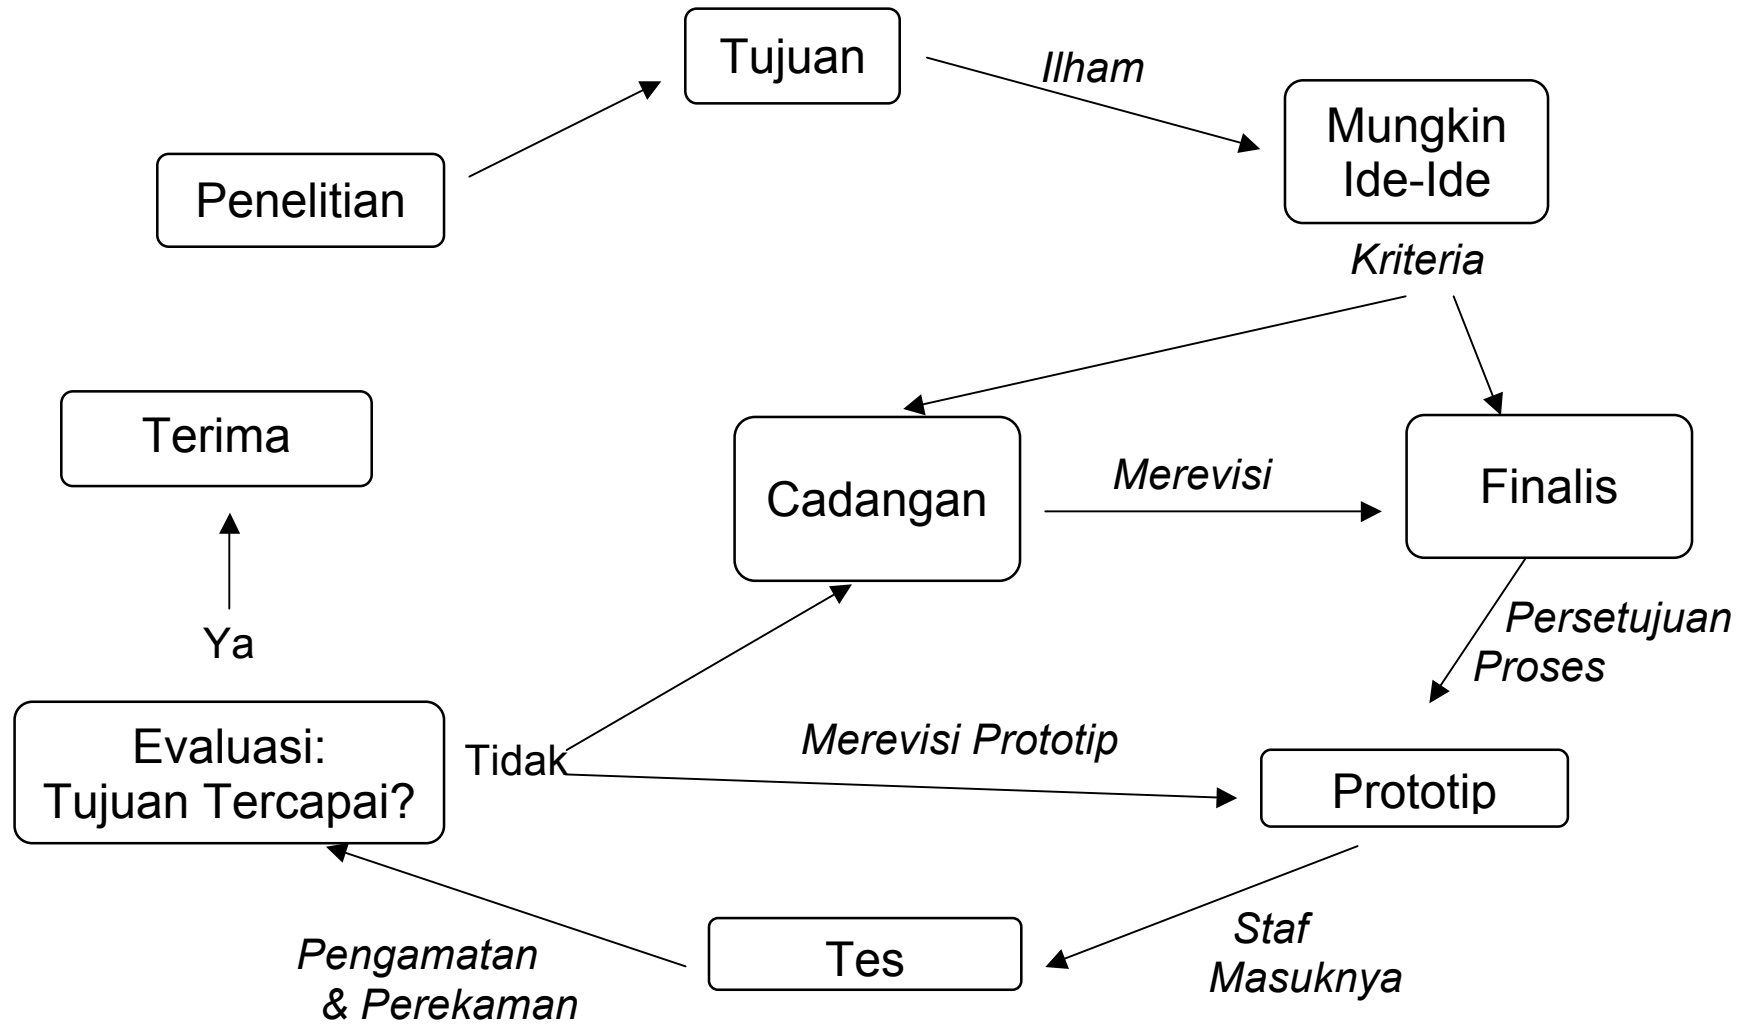 Tujuan
Ilham
Mungkin
Ide-Ide
Penelitian
Kriteria
Terima
Cadangan
Merevisi
Finalis
Persetujuan
Proses
Ya
Evaluasi:
Tujuan Tercapai?
Tidak
Merevisi Prototip
Prototip
Tes
Staf
Masuknya
Pengamatan
& Perekaman